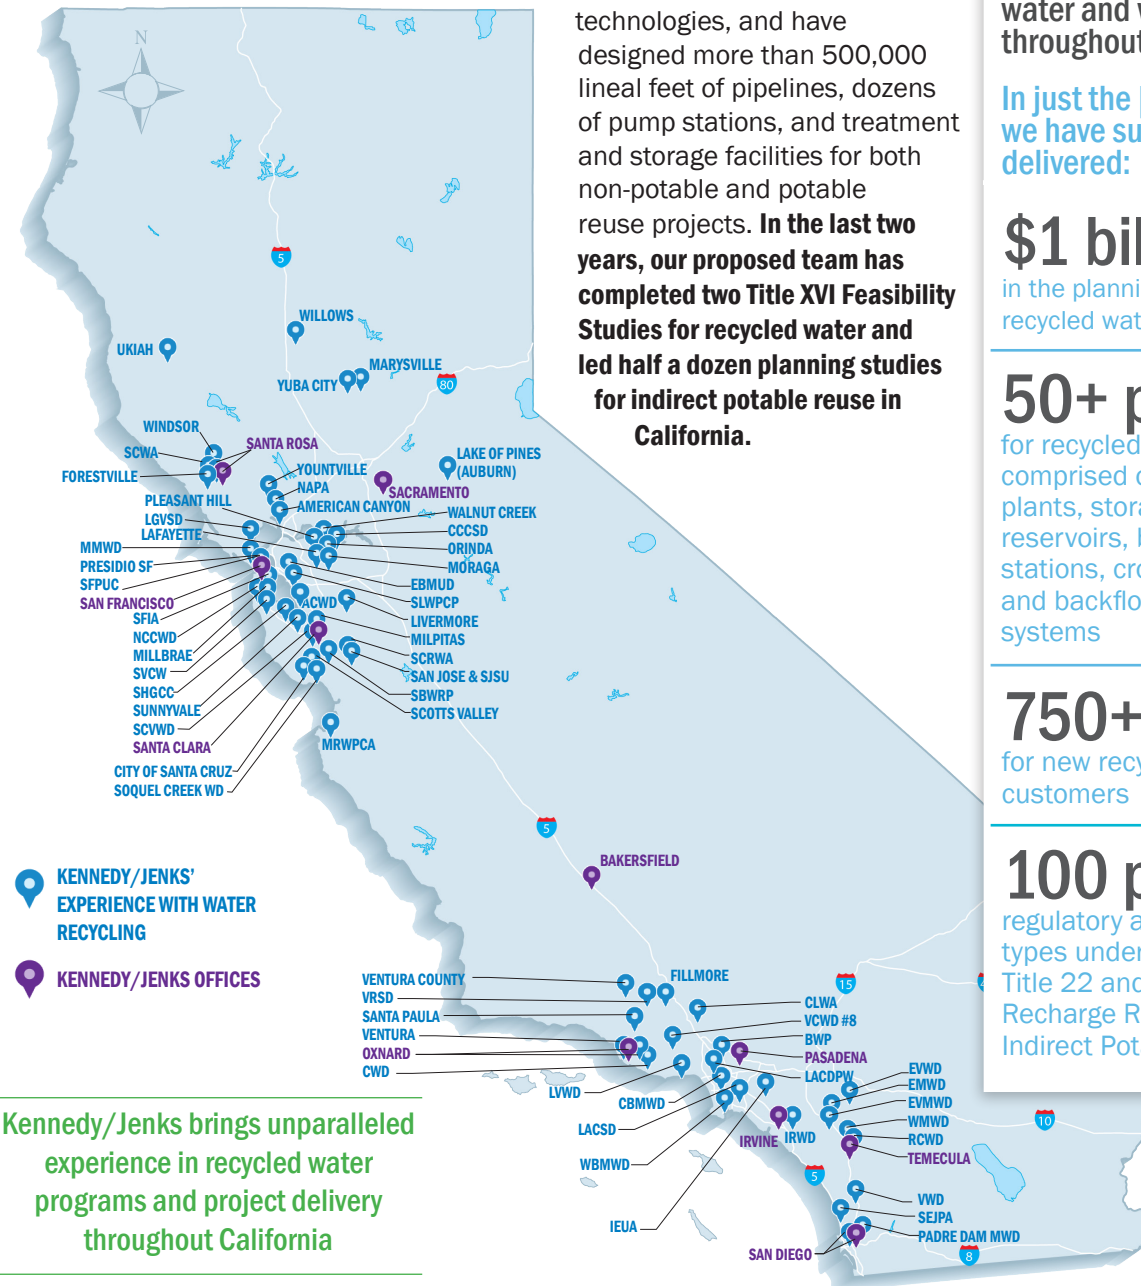 technologies, and have
designed more than 500,000
lineal feet of pipelines, dozens
of pump stations, and treatment
and storage facilities for both
non-potable and potable
reuse projects. In the last two
years, our proposed team has
completed two Title XVI Feasibility
Studies for recycled water and
led half a dozen planning studies
for indirect potable reuse in
California.
water and
throughout
In just the
we have
delivered:
$1
in the
recycled
50+
for recycled
comprised
plants,
reservoirs,
stations,
and
systems
750+
for new
customers
100
regulatory
types under
Title 22 and
Recharge
Indirect
N
5
WILLOWS
UKIAH
MARYSVILLE
YUBA CITY
80
WINDSOR
SANTA ROSA
SCWA
FORESTVILLE
LAKE OF PINES
(AUBURN)
YOUNTVILLE
NAPA
SACRAMENTO
PLEASANT HILL
AMERICAN CANYON
WALNUT CREEK
LGVSD
CCCSD
LAFAYETTE
MMWD
ORINDA
PRESIDIO SF
MORAGA
SFPUC
EBMUD
SAN FRANCISCO
ACWD
SLWPCP
SFIA
LIVERMORE
NCCWD
MILPITAS
MILLBRAE
SCRWA
SVCW
SAN JOSE & SJSU
SHGCC
SBWRP
SUNNYVALE
SCOTTS VALLEY
SCVWD
SANTA CLARA
MRWPCA
CITY OF SANTA CRUZ
SOQUEL CREEK WD
5
BAKERSFIELD
KENNEDY/JENKS'
EXPERIENCE WITH WATER
RECYCLING
KENNEDY/JENKS OFFICES
VENTURA COUNTY
FILLMORE
15
VRSD
CLWA
SANTA PAULA
VCWD #8
VENTURA
BWP
OXNARD
PASADENA
CWD
LACDPW
EVWD
EMWD
LVWD
CBMWD
EVMWD
LACSD
WMWD
10
IRVINE
IRWD
RCWD
WBMWD
TEMECULA
5
VWD
IEUA
SEJPA
PADRE DAM MWD
SAN DIEGO
8
Kennedy/Jenks brings unparalleled
experience in recycled water
programs and project delivery
throughout California